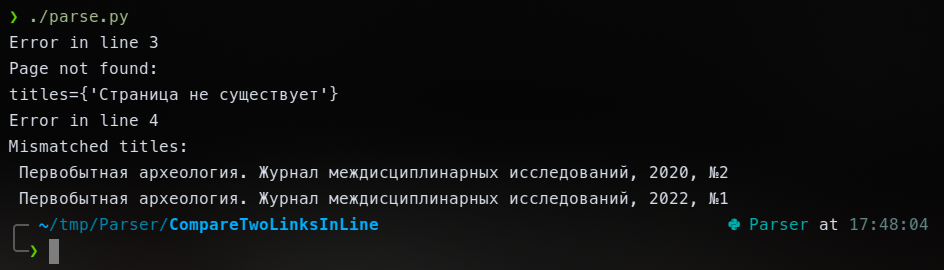 ❯ ./parse.py
Error in line 3
Page not found:
titles={'Страница не существует'}
Error in line 4
Mismatched titles:
Первобытная археология. Журнал междисциплинарных исследований, 2020, №2
Первобытная археология. Журнал междисциплинарных исследований, 2022, №1
~/tmp/Parser/CompareTwoLinksInLine Parser at 17:48:04
❯